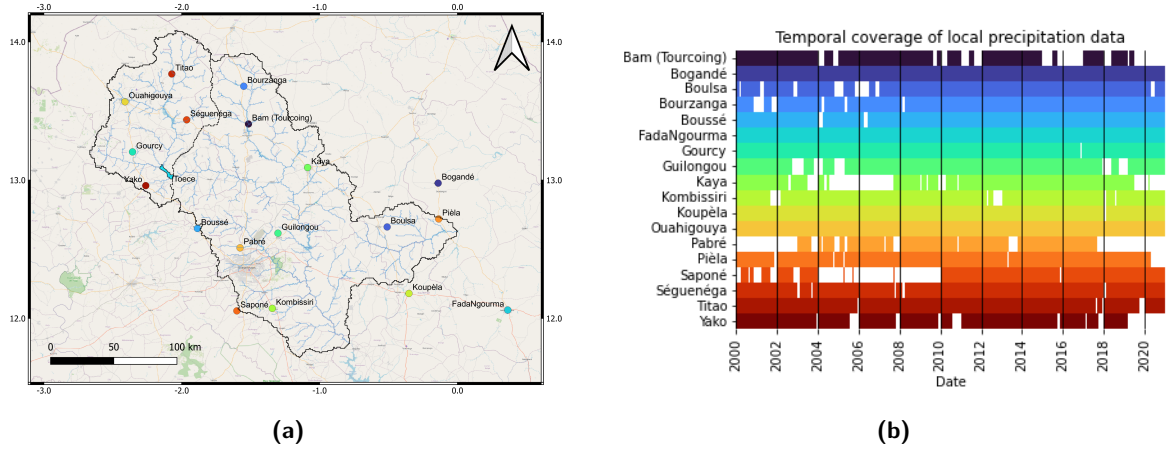 -3.0 -2.0 -1.0 0.0
14.0 14.0
Titao
Bourzanga
Ouahigouya
Séguenéga
Bam (Tourcoing)
Gourcy
13.0 13.0
Kaya
Yako Toece
Bogandé
Boussé
Pièla
Boulsa
Guilongou
Pabré
Koupèla
Saponé
Kombissiri
FadaNgourma
12.0 12.0
0 50 100 km
-3.0 -2.0 -1.0 0.0
(a)
Temporal coverage of local precipitation data
Bam (Tourcoing)
Bogandé
Boulsa
Bourzanga
Boussé
FadaNgourma
Gourcy
Guilongou
Kaya
Kombissiri
Koupèla
Ouahigouya
Pabré
Pièla
Saponé
Séguenéga
Titao
Yako
2000 2002 2004 2006 2008 2010 2012 2014 2016 2018 2020
Date
(b)